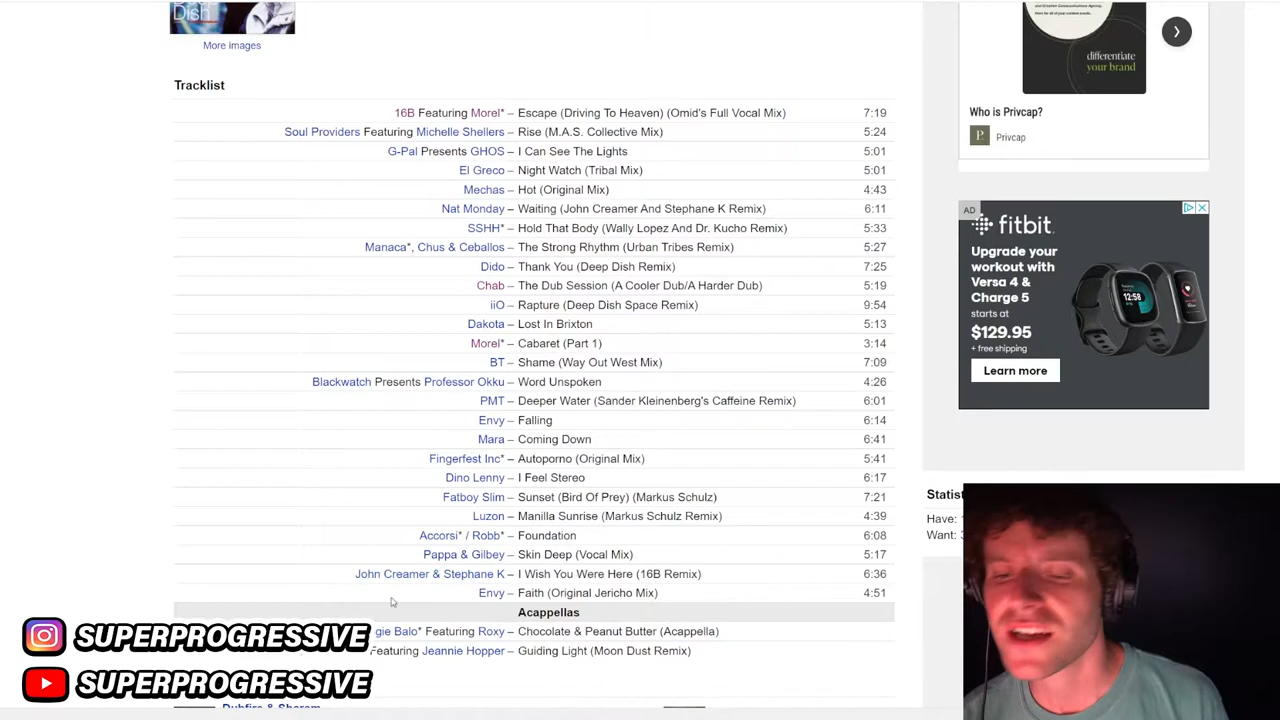 Dish
More images
Tracklist
16B Featuring Morel* – Escape (Driving To Heaven) (Omid's Full Vocal Mix) 7:19
Soul Providers Featuring Michelle Shellers – Rise (M.A.S. Collective Mix) 5:24
G-Pal Presents GHOS – I Can See The Lights 5:01
El Greco – Night Watch (Tribal Mix) 5:01
Mechas – Hot (Original Mix) 4:43
Nat Monday – Waiting (John Creamer And Stephane K Remix) 6:11
SSHH* – Hold That Body (Wally Lopez And Dr. Kucho Remix) 5:33
Manaca*, Chus & Ceballos – The Strong Rhythm (Urban Tribes Remix) 5:27
Dido – Thank You (Deep Dish Remix) 7:25
Chab – The Dub Session (A Cooler Dub/A Harder Dub) 5:19
iiO – Rapture (Deep Dish Space Remix) 9:54
Dakota – Lost In Brixton 5:13
Morel* – Cabaret (Part 1) 3:14
BT – Shame (Way Out West Mix) 7:09
Blackwatch Presents Professor Okku – Word Unspoken 4:26
PMT – Deeper Water (Sander Kleinenberg's Caffeine Remix) 6:01
Envy – Falling 6:14
Mara – Coming Down 6:41
Fingerfest Inc* – Autoporno (Original Mix) 5:41
Dino Lenny – I Feel Stereo 6:17
Fatboy Slim – Sunset (Bird Of Prey) (Markus Schulz) 7:21
Luzon – Manilla Sunrise (Markus Schulz Remix) 4:39
Accorsi* / Robb* – Foundation 6:08
Pappa & Gilbey – Skin Deep (Vocal Mix) 5:17
John Creamer & Stephane K – I Wish You Were Here (16B Remix) 6:36
Envy – Faith (Original Jericho Mix) 4:51
Acappellas
gie Balo* Featuring Roxy – Chocolate & Peanut Butter (Acappella)
Featuring Jeannie Hopper – Guiding Light (Moon Dust Remix)
Dubfire & Sharam
SUPERPROGRESSIVE
SUPERPROGRESSIVE
differentiate
your brand
Who is Privcap?
P.
Privcap
AD
fitbit
Upgrade your
workout with
Versa 4 &
Charge 5
starts at
$129.95
+ free shipping
Learn more
12:58
Statist
Have:
Want: